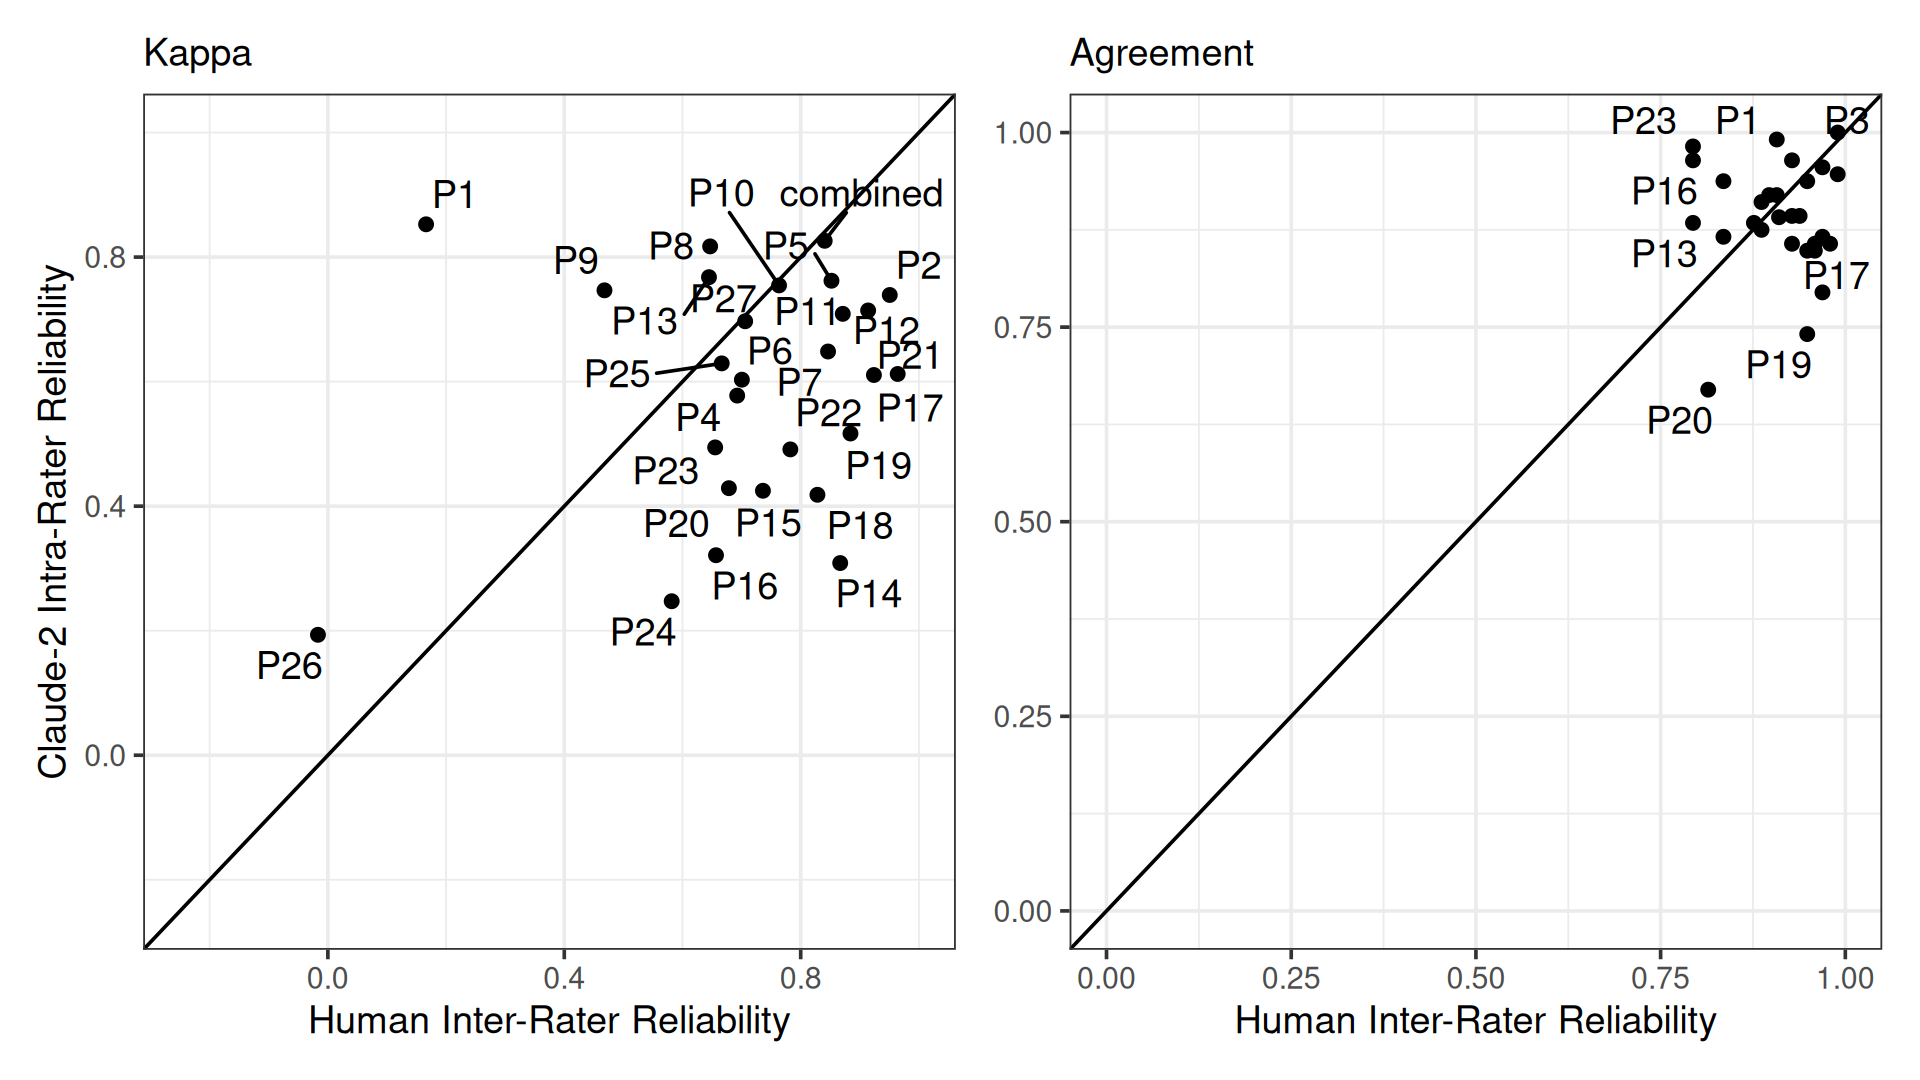 Kappa
P1
P10
combined
P9
P8
P5
P2
P13
P27
P11
P12
P25
P6
P21
P7
P4
P22
P17
P23
P19
P20
P15
P18
P16
P14
P24
P26
0.8
0.4
0.0
Claude-2 Intra-Rater Reliability
0.0
0.4
0.8
Human Inter-Rater Reliability
Agreement
P23
P1
P3
P16
P13
P17
P19
P20
1.00
0.75
0.50
0.25
0.00
0.00
0.25
0.50
0.75
1.00
Human Inter-Rater Reliability